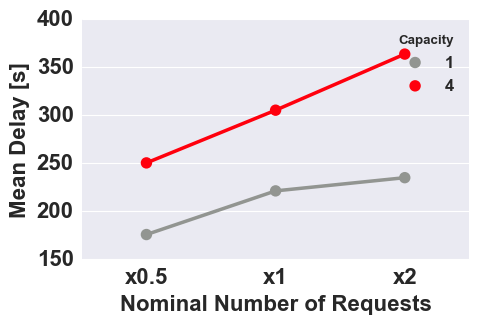 400
350
300
250
200
150
Mean Delay [s]
Capacity
1
4
x0.5 x1 x2
Nominal Number of Requests